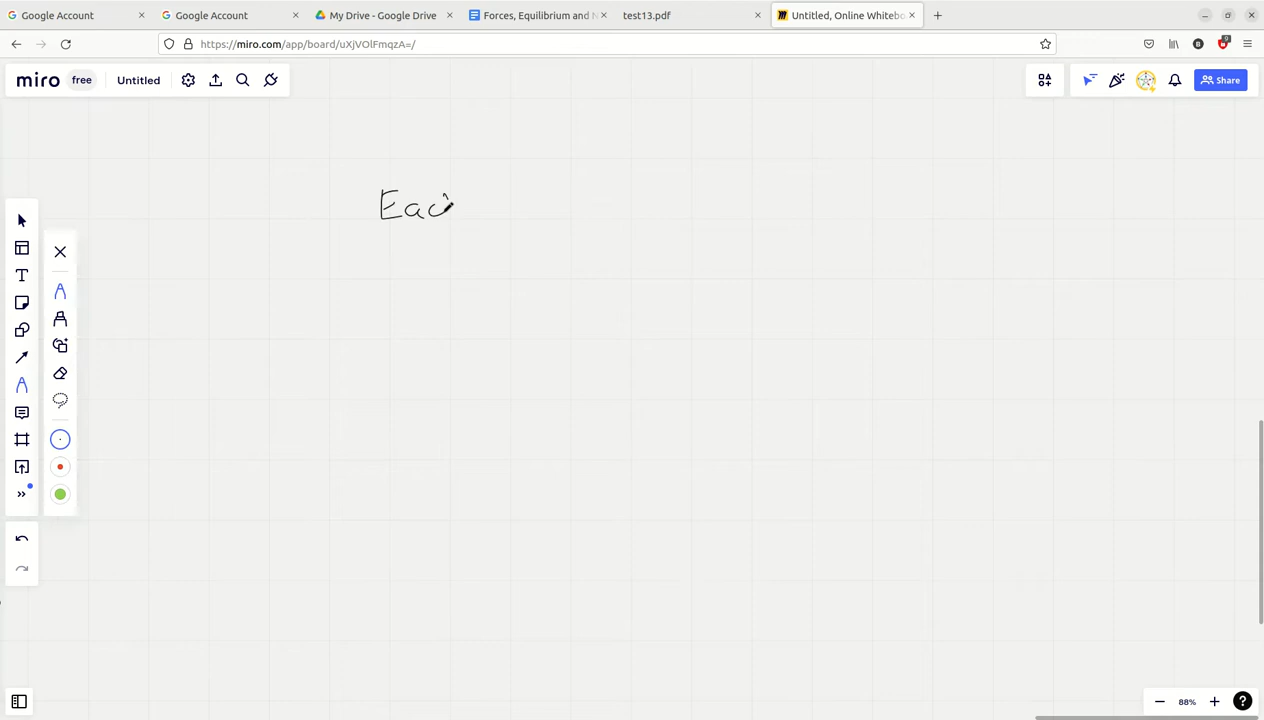 Google Account
Google Account
My Drive - Google Drive
Forces, Equilibrium and N
test13.pdf
Untitled, Online Whitebo
https://miro.com/app/board/uXjVOlFmqzA=/
9
miro free Untitled
Share
Eac
88%